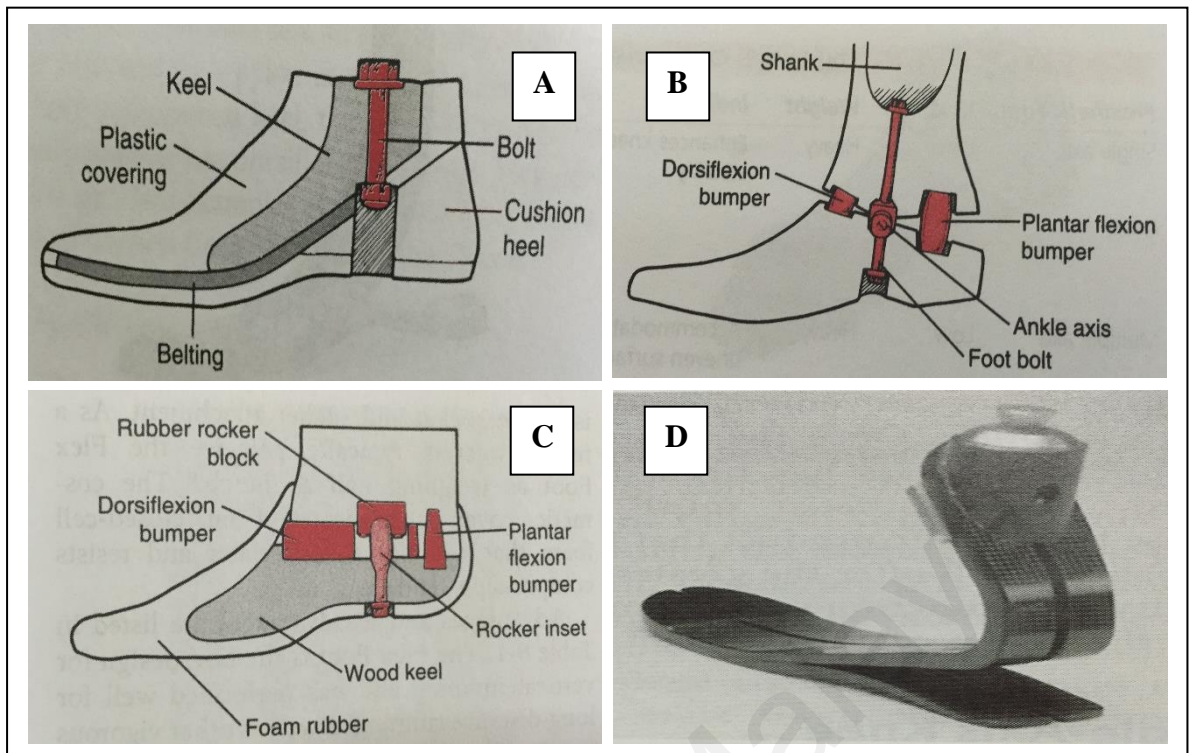 A
Keel
Plastic
covering
Bolt
Cushion
heel
Belting
B
Shank
Dorsiflexion
bumper
Plantar flexion
bumper
Ankle axis
Foot bolt
C
Rubber rocker
block
Dorsiflexion
bumper
Plantar
flexion
bumper
Rocker inset
Wood keel
Foam rubber
D